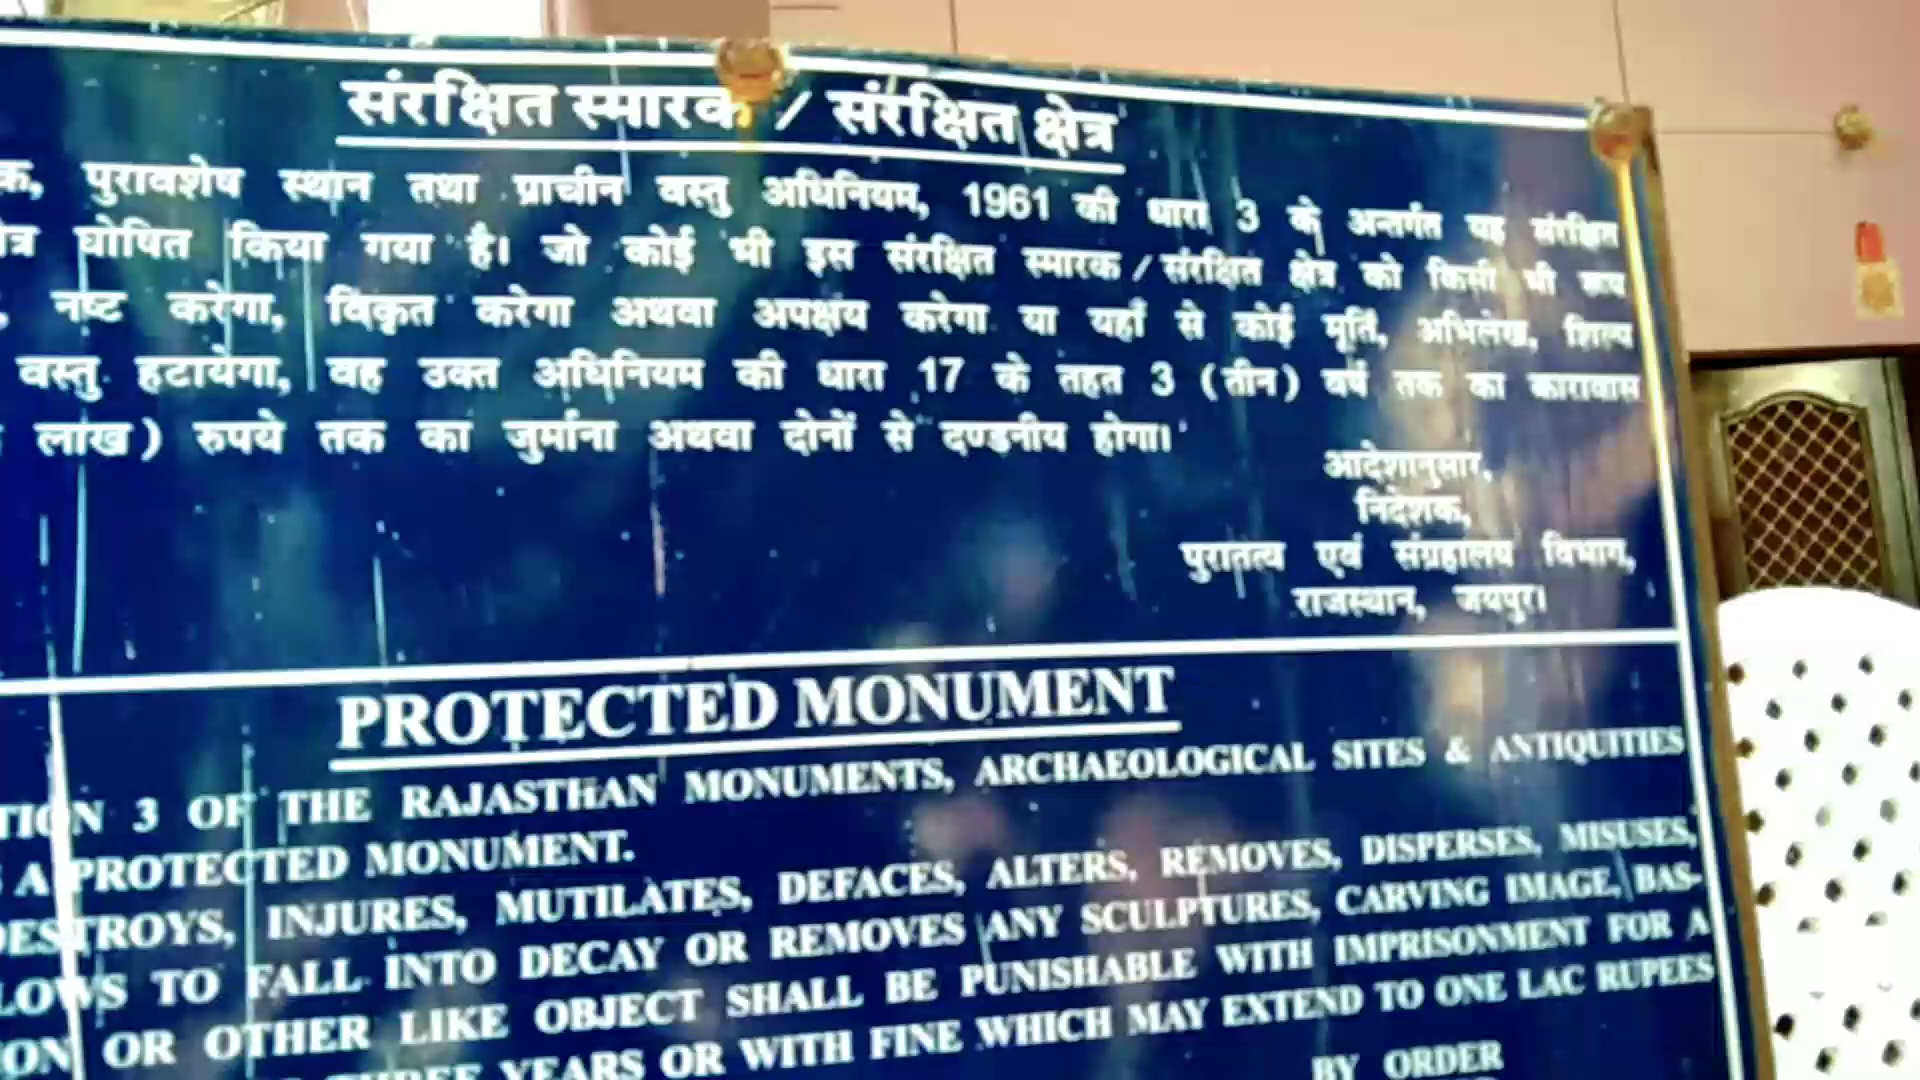 संरक्षित स्मारक / संरक्षित क्षेत्र
पुरावशेष स्थान तथा प्राचीन वस्तु अधिनियम, 1961 की धारा 3 के अन्तर्गत यह संरक्षित
घोषित किया गया है। जो कोई भी इस संरक्षित स्मारक / संरक्षित क्षेत्र को किसी भी रूप
नष्ट करेगा, विकृत करेगा अथवा अपक्षय करेगा या यहाँ से कोई मूर्ति, अभिलेख, शिल्प
वस्तु हटायेगा, वह उक्त अधिनियम की धारा 17 के तहत 3 (तीन) वर्ष तक का कारावास
लाख) रुपये तक का जुर्माना अथवा दोनों से दण्डनीय होगा।
आदेशानुसार,
निदेशक,
पुरातत्व एवं संग्रहालय विभाग,
राजस्थान, जयपुर।
PROTECTED MONUMENT
TION 3 OF THE RAJASTHAN MONUMENTS, ARCHAEOLOGICAL SITES & ANTIQUITIES
A PROTECTED MONUMENT.
DESTROYS, INJURES, MUTILATES, DEFACES, ALTERS, REMOVES, DISPERSES, MISUSES,
LOWS TO FALL INTO DECAY OR REMOVES ANY SCULPTURES, CARVING IMAGE, BAS-
ON OR OTHER LIKE OBJECT SHALL BE PUNISHABLE WITH IMPRISONMENT FOR A
THREE YEARS OR WITH FINE WHICH MAY EXTEND TO ONE LAC RUPEES
BY ORDER